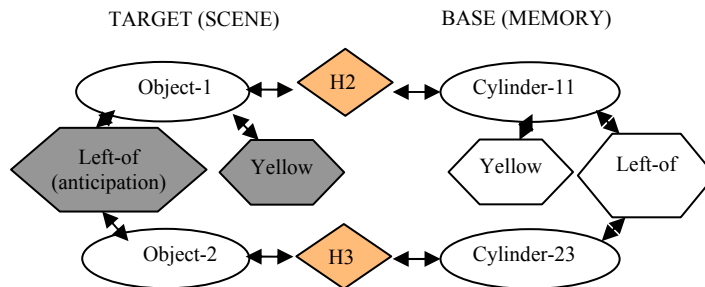 TARGET (SCENE) BASE (MEMORY)
Object-1 H2 Cylinder-11
Left-of
(anticipation)
Yellow
Yellow
Left-of
Object-2 H3 Cylinder-23